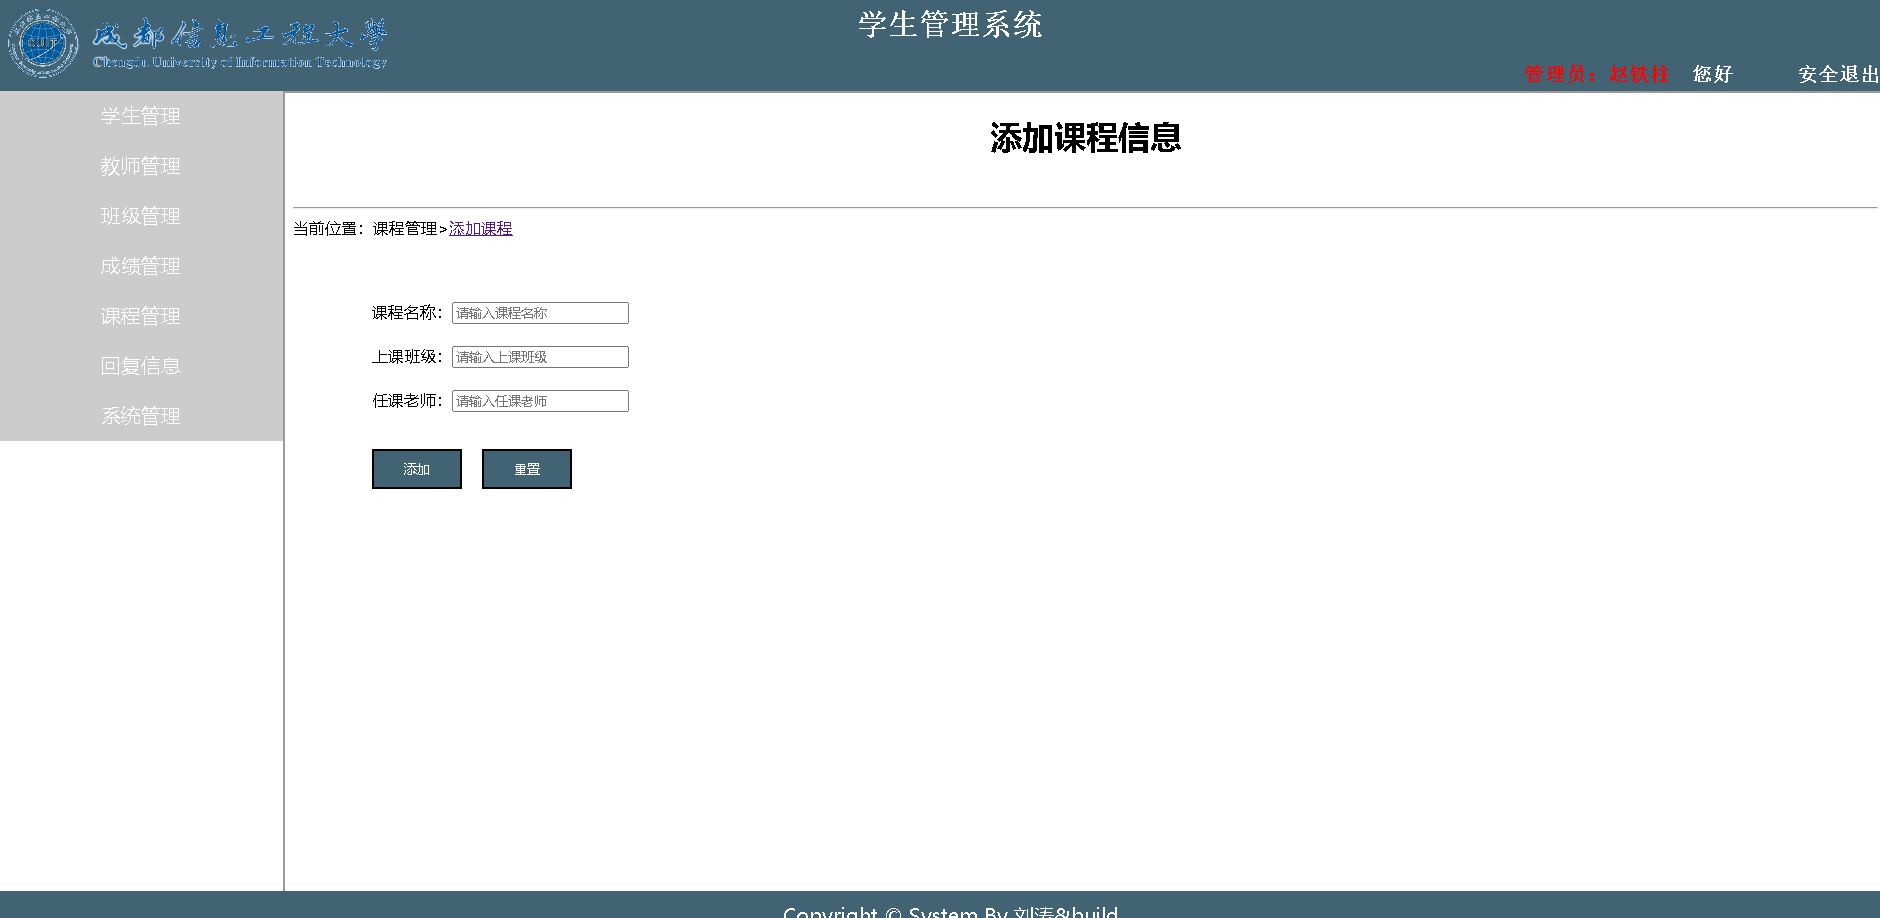 成都信息工程大学
Chengdu University of Information Technology
学生管理系统
管理员：赵铁柱 您好 安全退出
学生管理
教师管理
班级管理
成绩管理
课程管理
回复信息
系统管理
添加课程信息
当前位置：课程管理>添加课程
课程名称： 请输入课程名称
上课班级： 请输入上课班级
任课老师： 请输入任课老师
添加 重置
Copyright © System By 刘涛&build